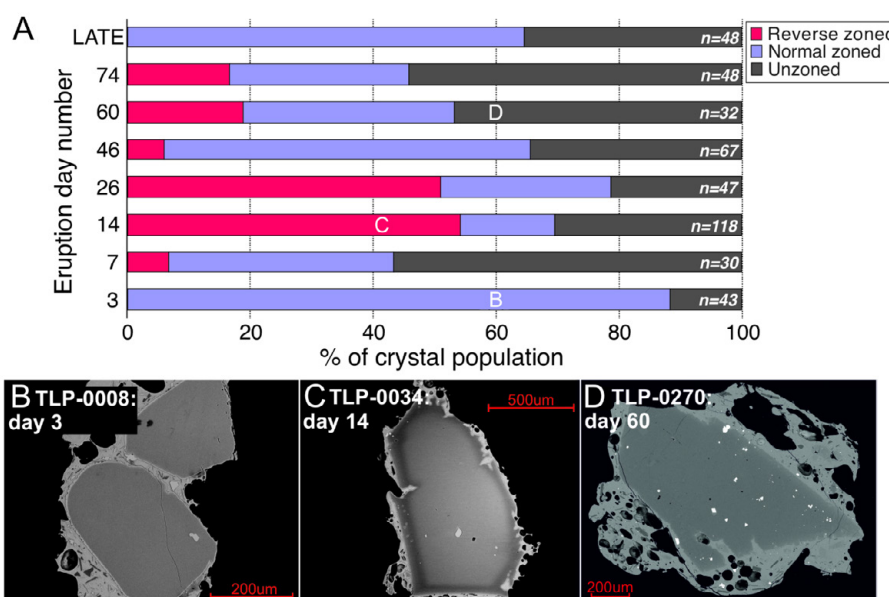 A
Reverse zoned
Normal zoned
Unzoned
Eruption day number
LATE n=48
74 n=48
60 D n=32
46 n=67
26 n=47
14 C n=118
7 n=30
3 B n=43
0 20 40 60 80 100
% of crystal population
B TLP-0008:
day 3
200um
C TLP-0034:
day 14
500um
D TLP-0270:
day 60
200um